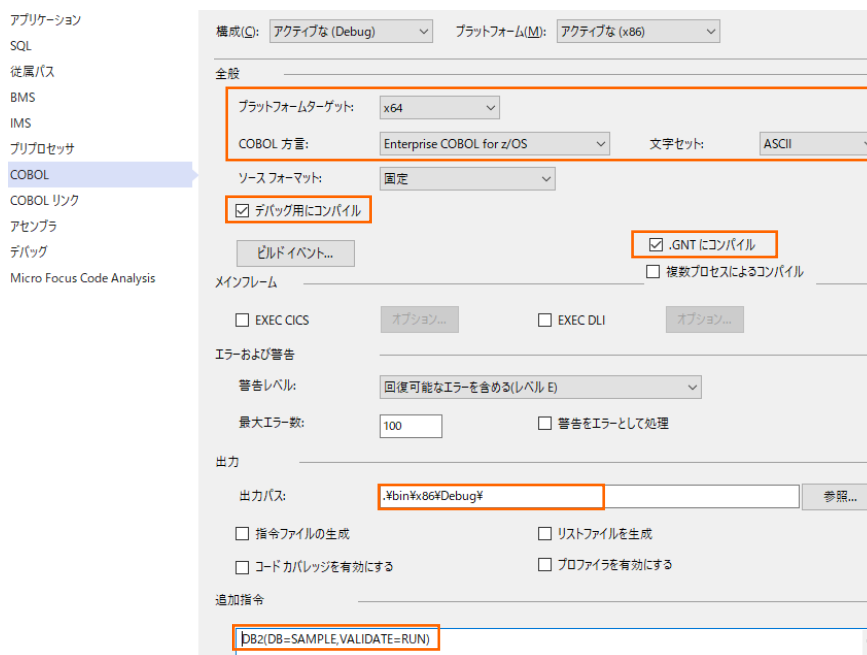 アプリケーション
SQL
従属パス
BMS
IMS
プリプロセッサ
COBOL
COBOL リンク
アセンブラ
デバッグ
Micro Focus Code Analysis
構成(C): アクティブな (Debug) プラットフォーム(M): アクティブな (x86)
全般
プラットフォームターゲット: x64
COBOL 方言: Enterprise COBOL for z/OS 文字セット: ASCII
ソース フォーマット: 固定
デバッグ用にコンパイル
ビルド イベント... .GNT にコンパイル
複数プロセスによるコンパイル
メインフレーム
EXEC CICS オプション... EXEC DLI オプション...
エラーおよび警告
警告レベル: 回復可能なエラーを含める(レベル E)
最大エラー数: 100 警告をエラーとして処理
出力
出力パス: .¥bin¥x86¥Debug¥ 参照...
指令ファイルの生成 リストファイルを生成
コード カバレッジを有効にする プロファイラを有効にする
追加指令
DB2(DB=SAMPLE,VALIDATE=RUN)